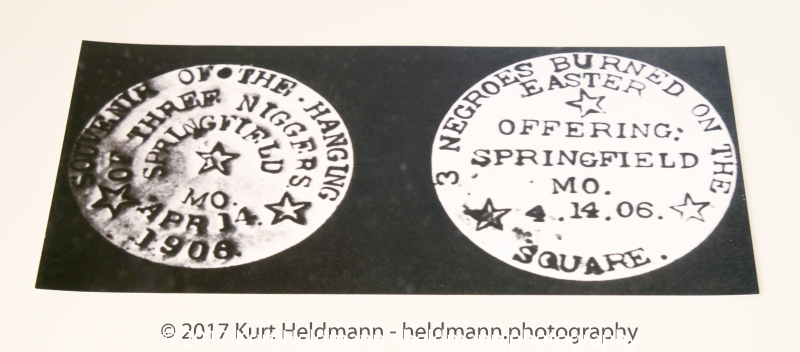 SOUVENIR OF • THE • HANGING
OF THREE NIGGERS.
SPRINGFIELD
MO.
APR 14.
1906.
3 NEGROES BURNED ON THE
SQUARE.
EASTER
OFFERING:
SPRINGFIELD
MO.
4.14.06.
© 2017 Kurt Heldmann - heldmann.photography